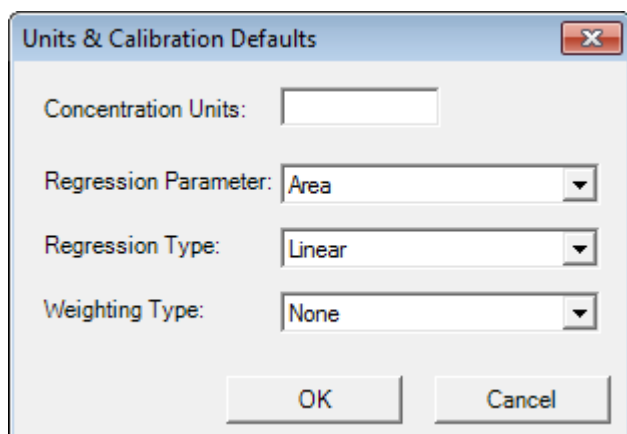 Units & Calibration Defaults
Concentration Units:
Regression Parameter: Area
Regression Type: Linear
Weighting Type: None
OK Cancel